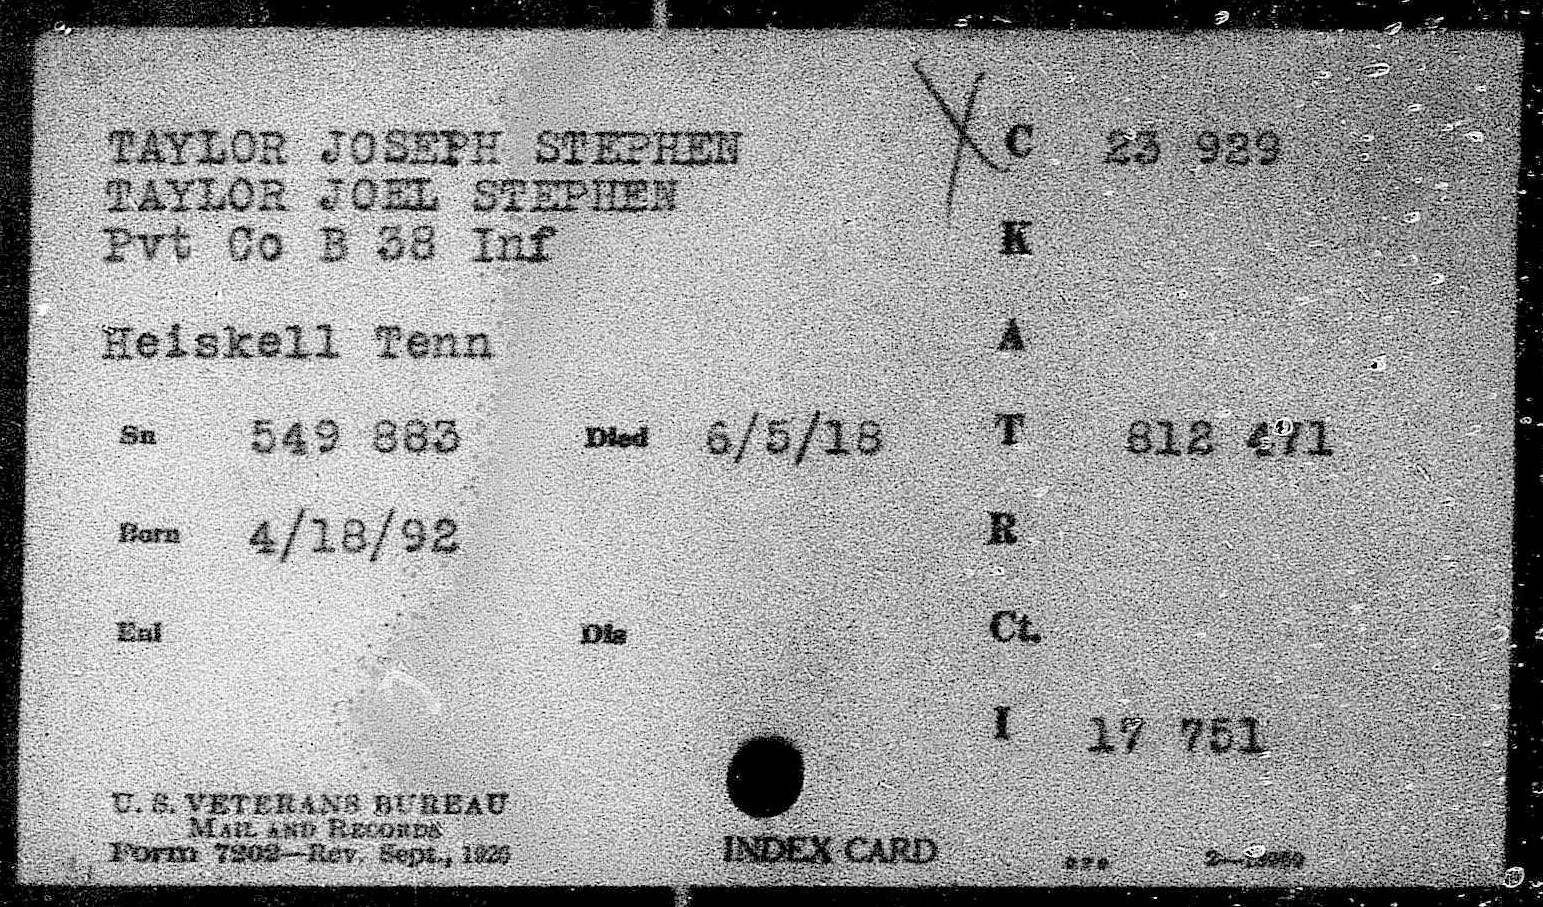 TAYLOR JOSEPH STEPHEN C 23 929
TAYLOR JOEL STEPHEN
Pvt Co B 38 Inf K
Heiskell Tenn A
Sn 549 883 Died 6/5/18 T 812 471
Born 4/18/92 R
Enl Dis Ct.
I 17 751
U. S. VETERANS BUREAU
MAIL AND RECORDS
Form 7202—Rev. Sept., 1926
INDEX CARD